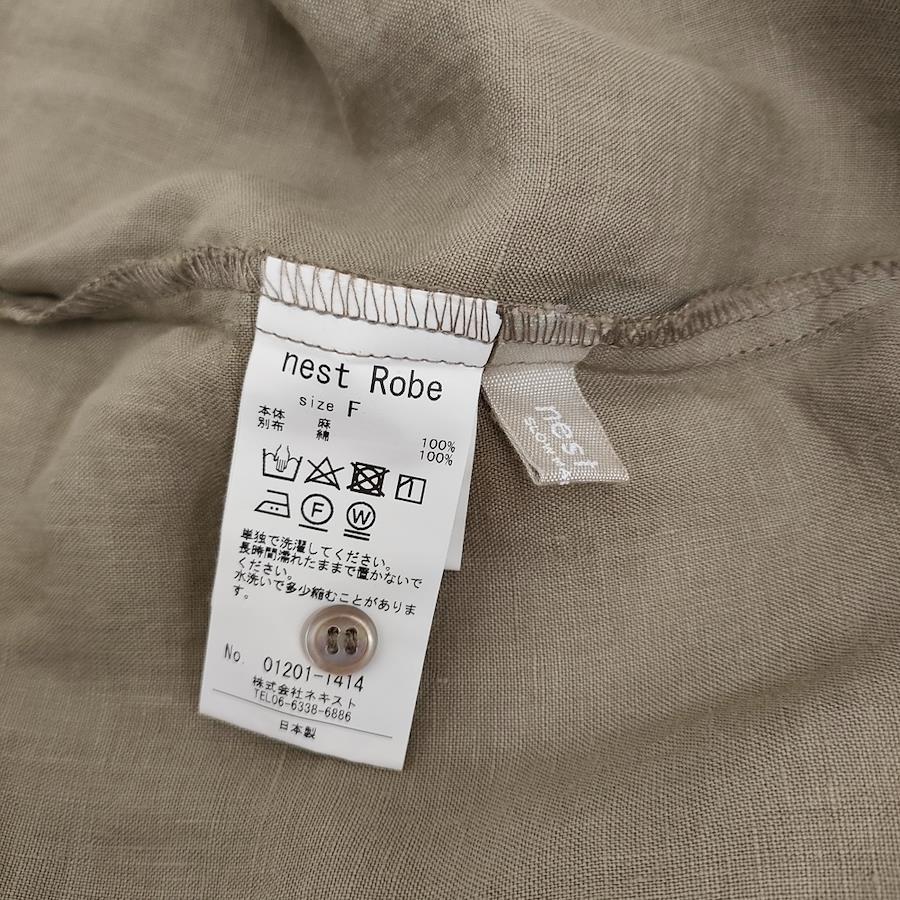 nest Robe
size F
本体 麻 100%
別布 綿 100%
F
W
単独で洗濯してください。
長時間濡れたままで置かないで
ください。
水洗いで多少縮むことがありま
す。
No. 01201-1414
株式会社ネキスト
TEL06-6338-6886
日本製
nest